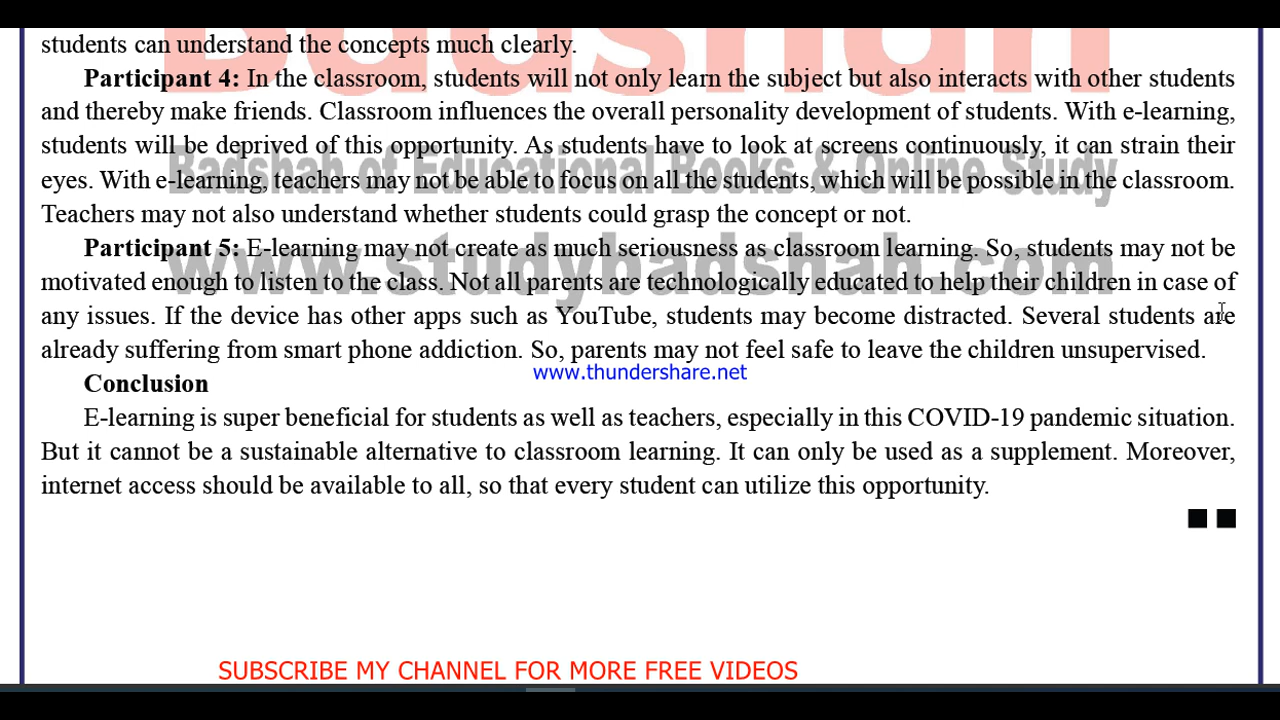 Badshah
students can understand the concepts much clearly.
Participant 4: In the classroom, students will not only learn the subject but also interacts with other students
and thereby make friends. Classroom influences the overall personality development of students. With e-learning,
students will be deprived of this opportunity. As students have to look at screens continuously, it can strain their
Badshah of Educational Books & Online Study
eyes. With e-learning, teachers may not be able to focus on all the students, which will be possible in the classroom.
Teachers may not also understand whether students could grasp the concept or not.
Participant 5: E-learning may not create as much seriousness as classroom learning. So, students may not be
www.studybadshah.com
motivated enough to listen to the class. Not all parents are technologically educated to help their children in case of
any issues. If the device has other apps such as YouTube, students may become distracted. Several students are
already suffering from smart phone addiction. So, parents may not feel safe to leave the children unsupervised.
www.thundershare.net
Conclusion
E-learning is super beneficial for students as well as teachers, especially in this COVID-19 pandemic situation.
But it cannot be a sustainable alternative to classroom learning. It can only be used as a supplement. Moreover,
internet access should be available to all, so that every student can utilize this opportunity.
SUBSCRIBE MY CHANNEL FOR MORE FREE VIDEOS